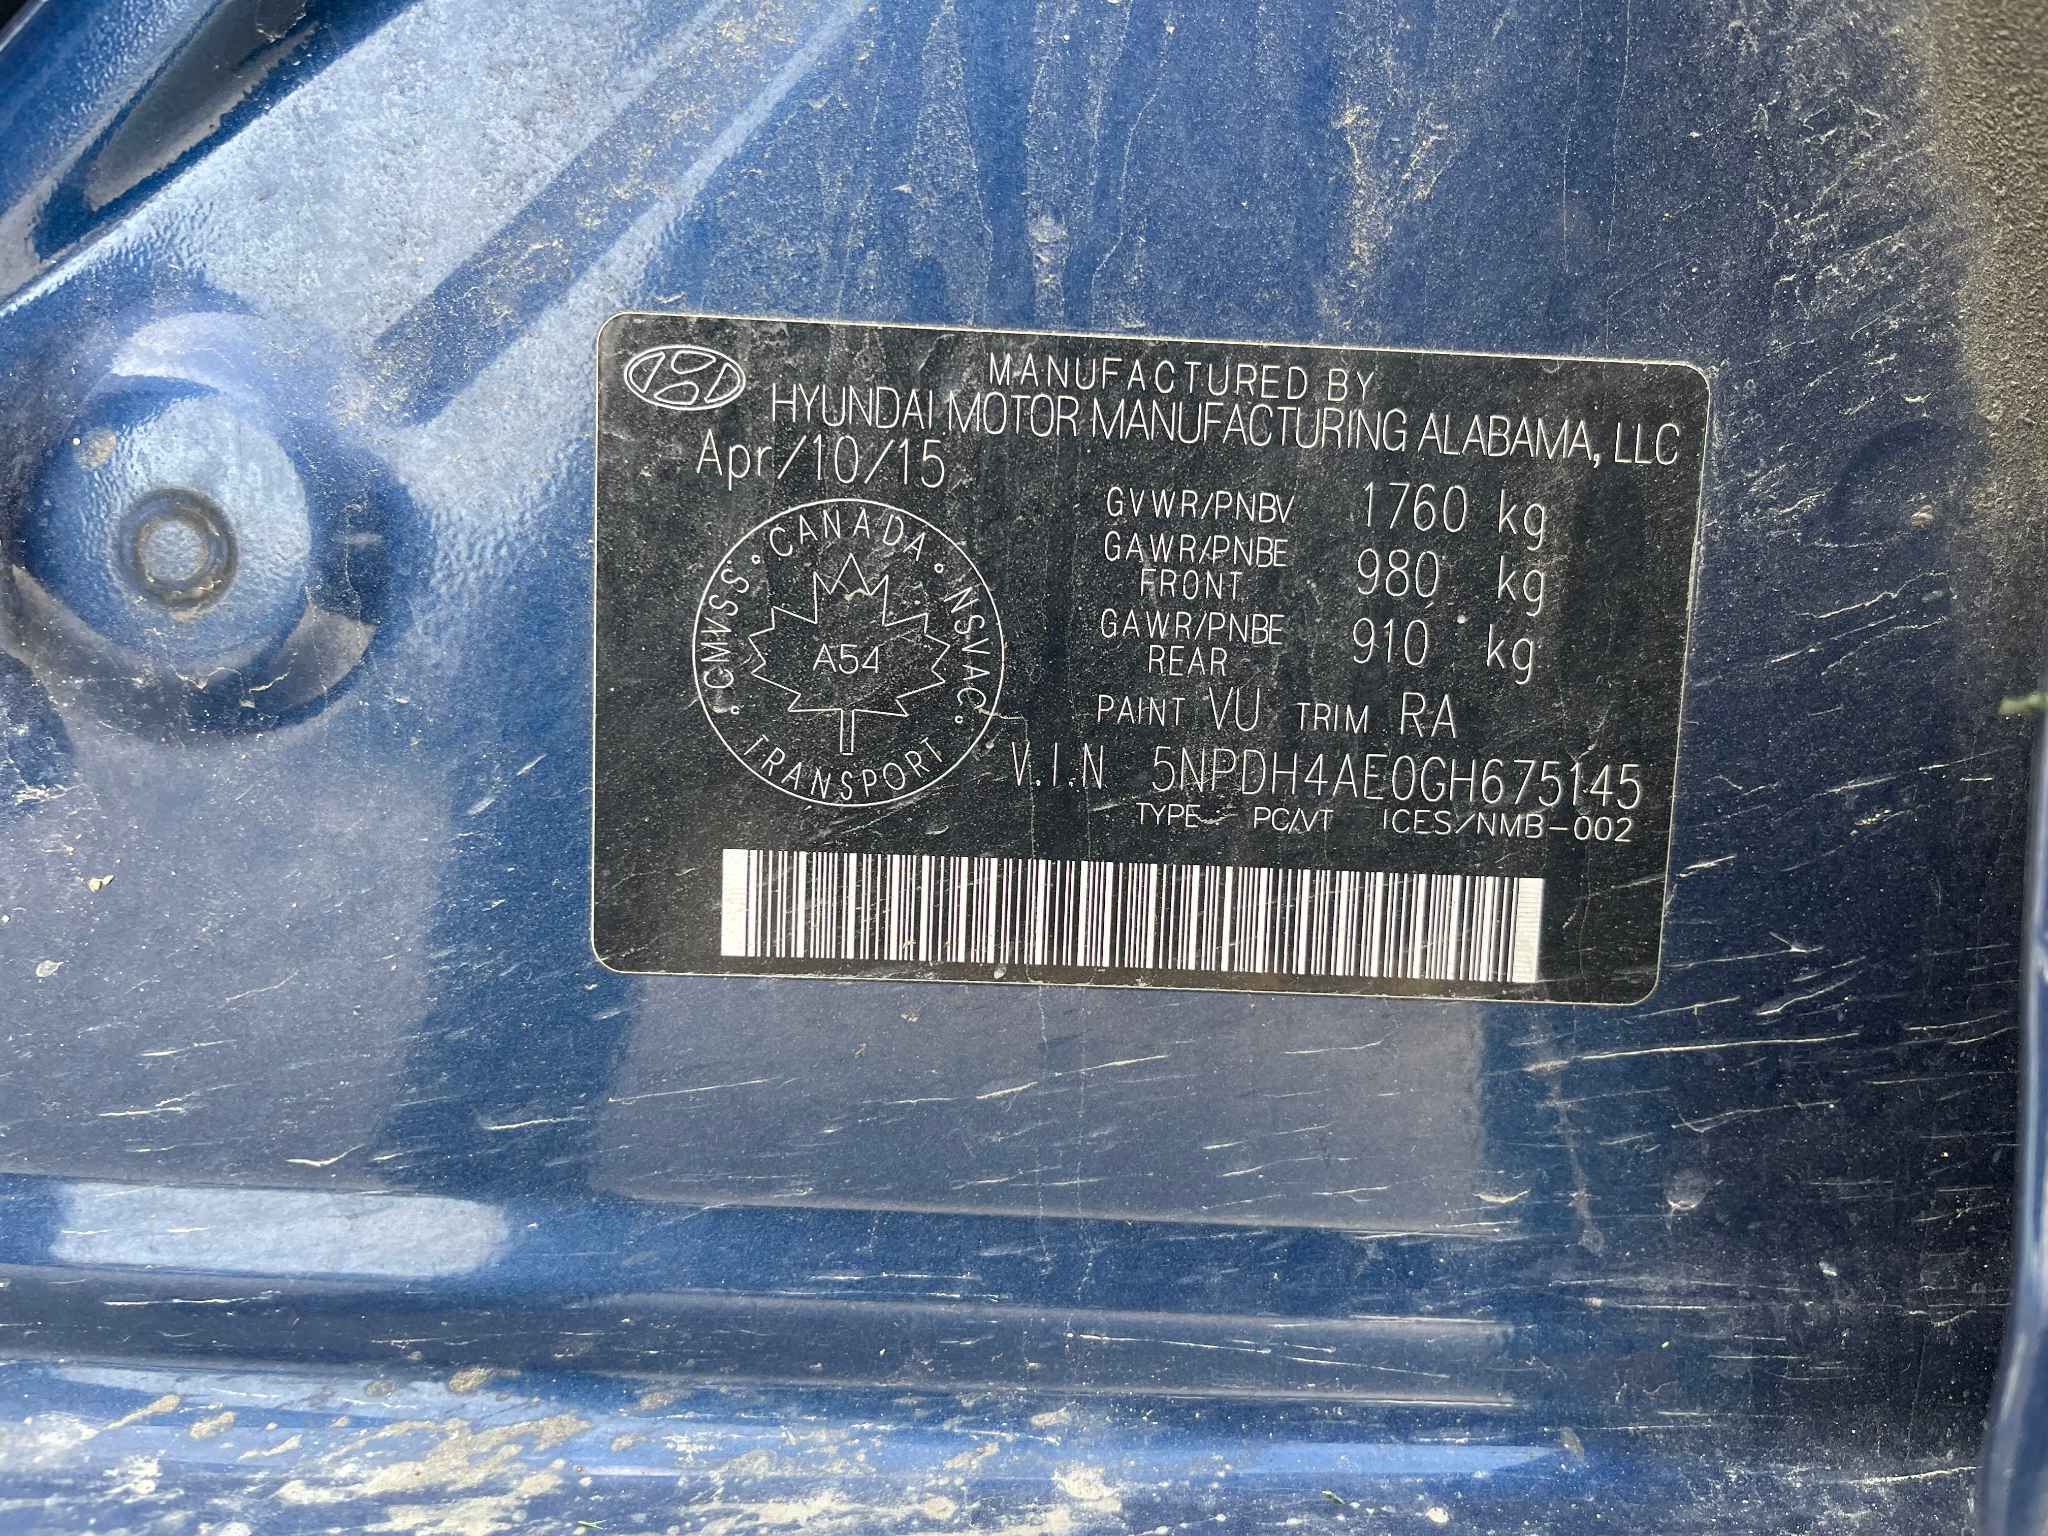 MANUFACTURED BY
HYUNDAI MOTOR MANUFACTURING ALABAMA, LLC
Apr/10/15
GVWR/PNBV 1760 kg
GAWR/PNBE FRONT 980 kg
GAWR/PNBE REAR 910 kg
CANADA
CMVSS NSVAC
A54
TRANSPORT
PAINT VU TRIM RA
V.I.N 5NPDH4AE0GH675145
TYPE PC/VT ICES/NMB-002